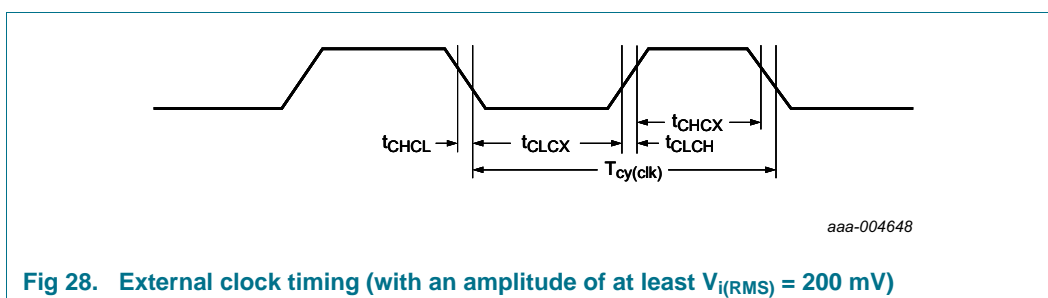 tCHCX
tCHCL tCLCX tCLCH
Tcy(clk)
aaa-004648
Fig 28. External clock timing (with an amplitude of at least Vi(RMS) = 200 mV)